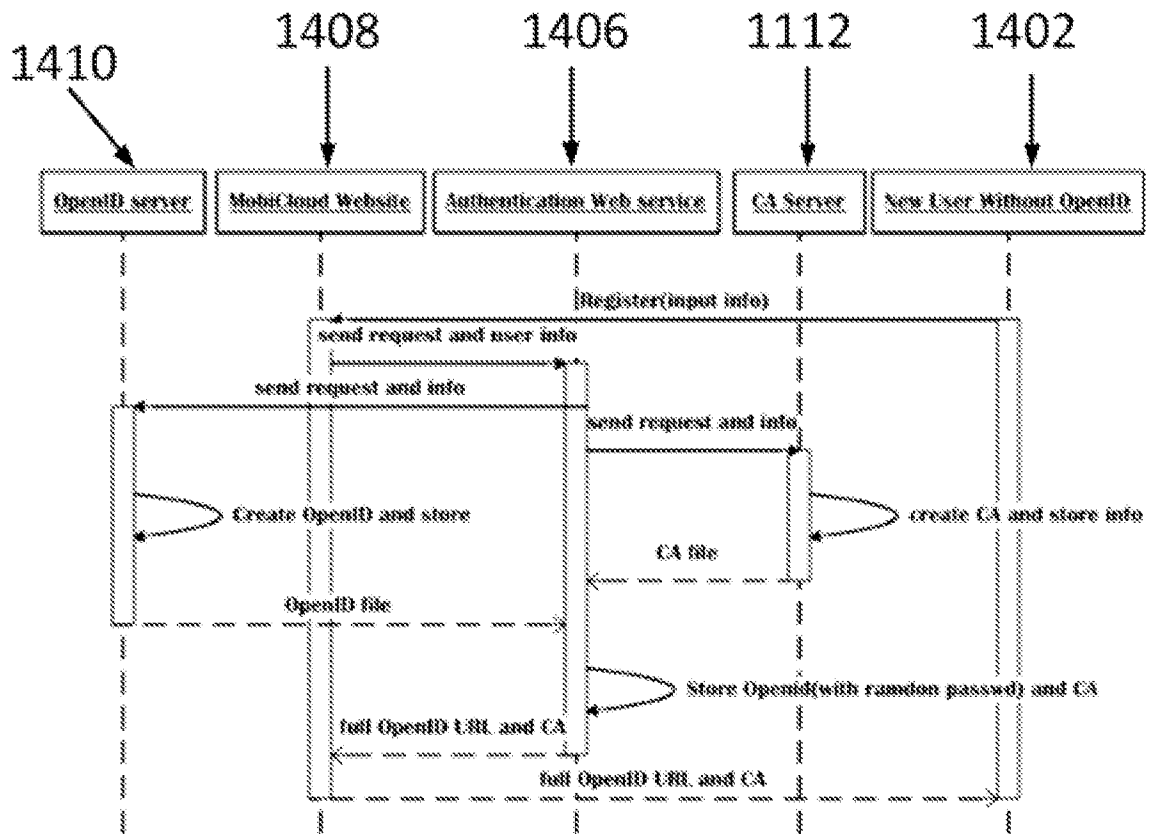 1410
1408
1406
1112
1402
OpenID server
MobiCloud Website
Authentication Web service
CA Server
New User Without OpenID
Register(input info)
send request and user info
send request and info
send request and info
Create OpenID and store
create CA and store info
CA file
OpenID file
Store Openid(with ramdon passwd) and CA
full OpenID URL and CA
full OpenID URL and CA